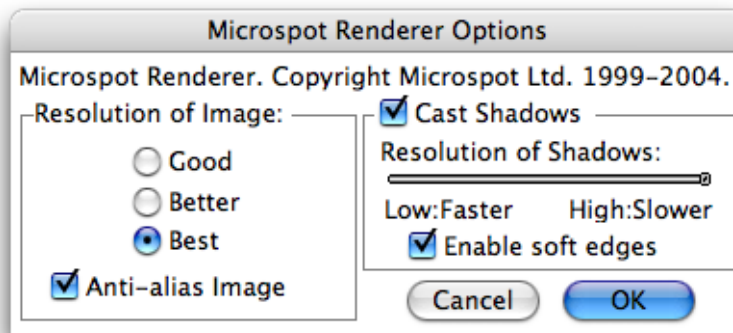 Microspot Renderer Options
Microspot Renderer. Copyright Microspot Ltd. 1999–2004.
Resolution of Image:
Good
Better
Best
Anti-alias Image
Cast Shadows
Resolution of Shadows:
Low:Faster High:Slower
Enable soft edges
Cancel OK